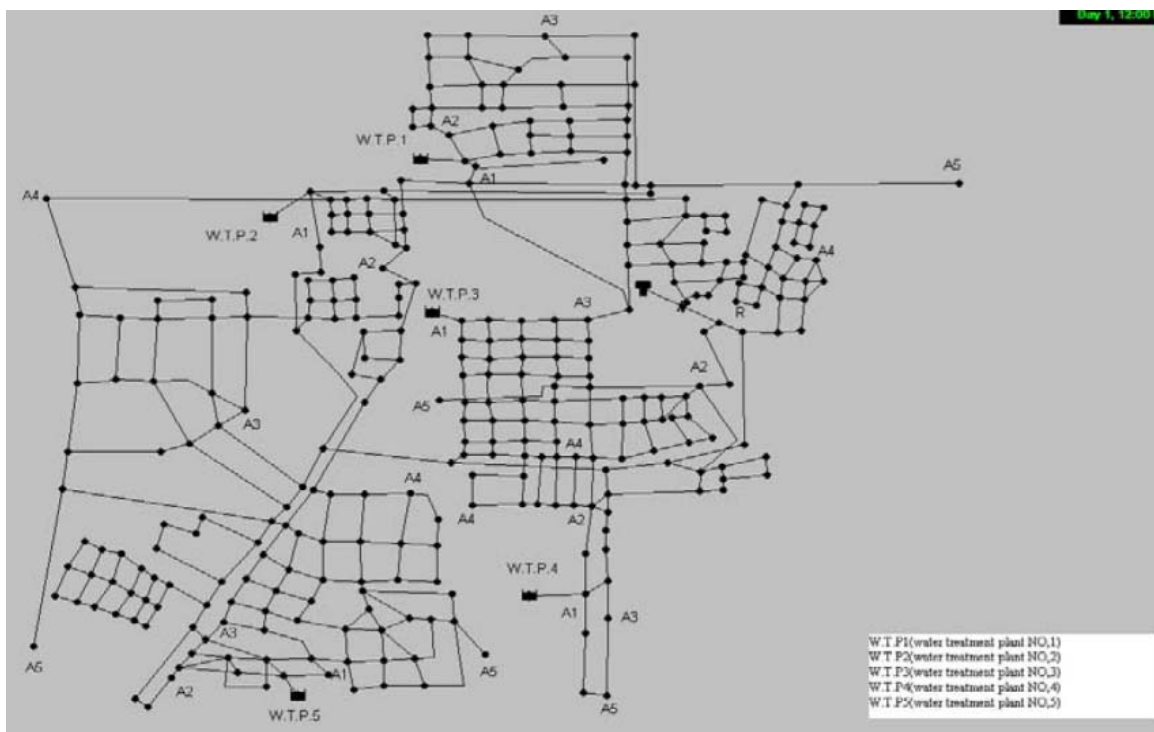 Day 1, 12:00
A3
A2
W.T.P.1
A1
A5
A4
W.T.P.2
A1
A4
A2
W.T.P.3
A3
R
A1
A2
A5
A3
A4
A4
A4
A2
W.T.P.4
A1
A3
A3
A5
A1
A5
A2
W.T.P.5
A5
W.T.P1(water treatment plant NO,1)
W.T.P2(water treatment plant NO,2)
W.T.P3(water treatment plant NO,3)
W.T.P4(water treatment plant NO,4)
W.T.P5(water treatment plant NO,5)